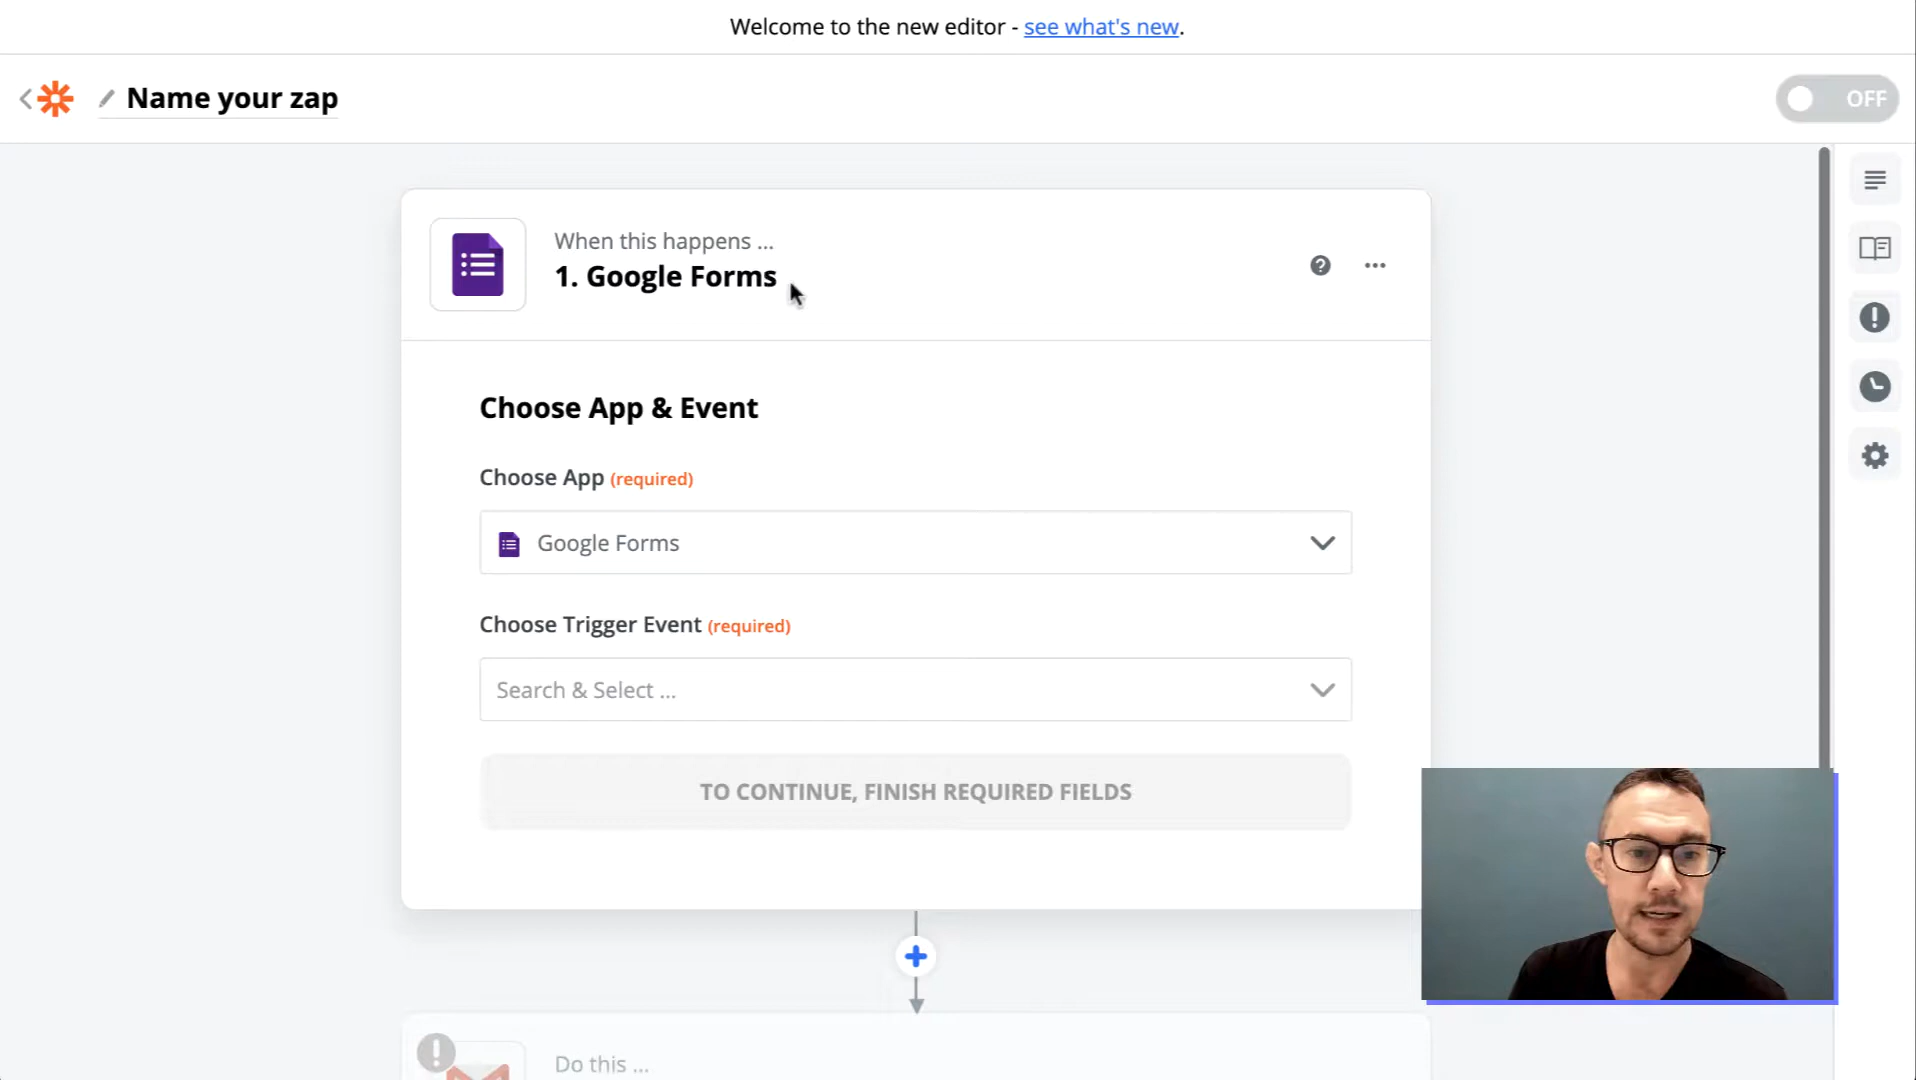 Welcome to the new editor - see what's new.
Name your zap
OFF
When this happens ...
1. Google Forms
Choose App & Event
Choose App (required)
Google Forms
Choose Trigger Event (required)
Search & Select ...
TO CONTINUE, FINISH REQUIRED FIELDS
Do this ...